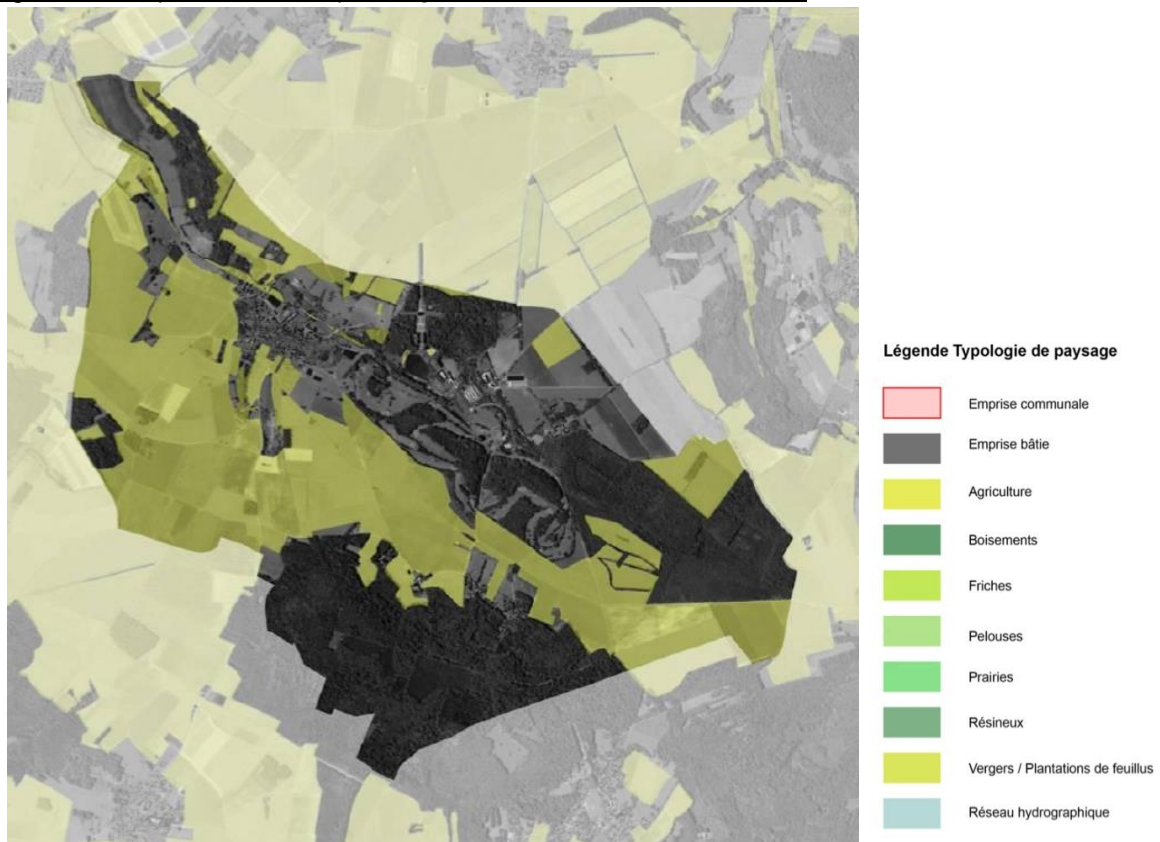 Légende Typologie de paysage
Emprise communale
Emprise bâtie
Agriculture
Boisements
Friches
Pelouses
Prairies
Résineux
Vergers / Plantations de feuillus
Réseau hydrographique